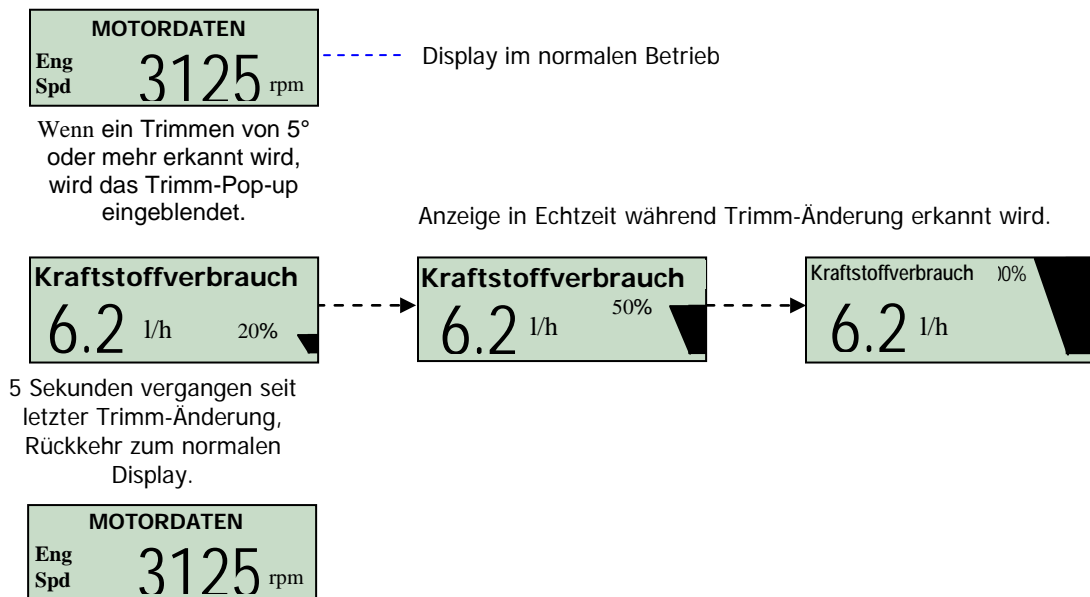 MOTORDATEN
Eng
Spd
3125 rpm
Display im normalen Betrieb
Wenn ein Trimmen von 5°
oder mehr erkannt wird,
wird das Trimm-Pop-up
eingeblendet.
Anzeige in Echtzeit während Trimm-Änderung erkannt wird.
Kraftstoffverbrauch
6.2 l/h 20%
Kraftstoffverbrauch
6.2 l/h 50%
Kraftstoffverbrauch 00%
6.2 l/h
5 Sekunden vergangen seit
letzter Trimm-Änderung,
Rückkehr zum normalen
Display.
MOTORDATEN
Eng
Spd
3125 rpm